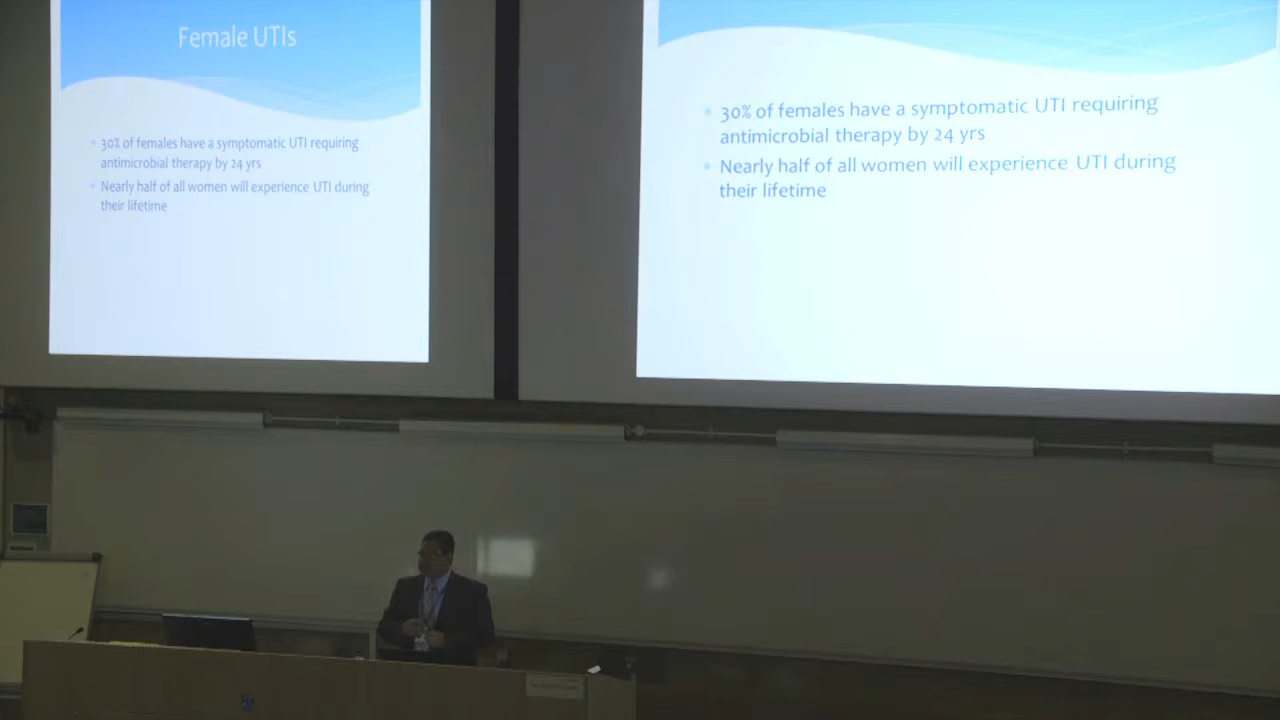 Female UTIs
30% of females have a symptomatic UTI requiring
antimicrobial therapy by 24 yrs
Nearly half of all women will experience UTI during
their lifetime
30% of females have a symptomatic UTI requiring
antimicrobial therapy by 24 yrs
Nearly half of all women will experience UTI during
their lifetime